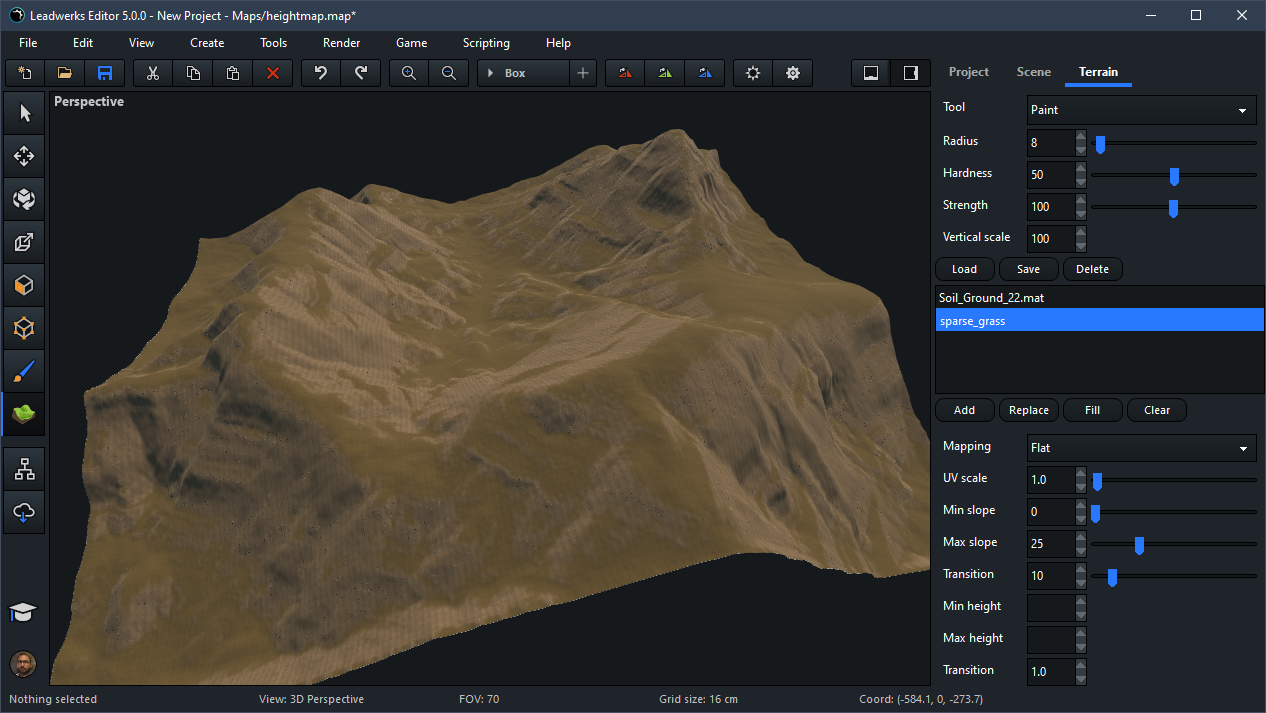 Leadwerks Editor 5.0.0 - New Project - Maps/heightmap.map*
File Edit View Create Tools Render Game Scripting Help
Box
Project Scene Terrain
Perspective
Tool Paint
Radius 8
Hardness 50
Strength 100
Vertical scale 100
Load Save Delete
Soil_Ground_22.mat
sparse_grass
Add Replace Fill Clear
Mapping Flat
UV scale 1.0
Min slope 0
Max slope 25
Transition 10
Min height
Max height
Transition 1.0
Nothing selected View: 3D Perspective FOV: 70 Grid size: 16 cm Coord: (-584.1, 0, -273.7)